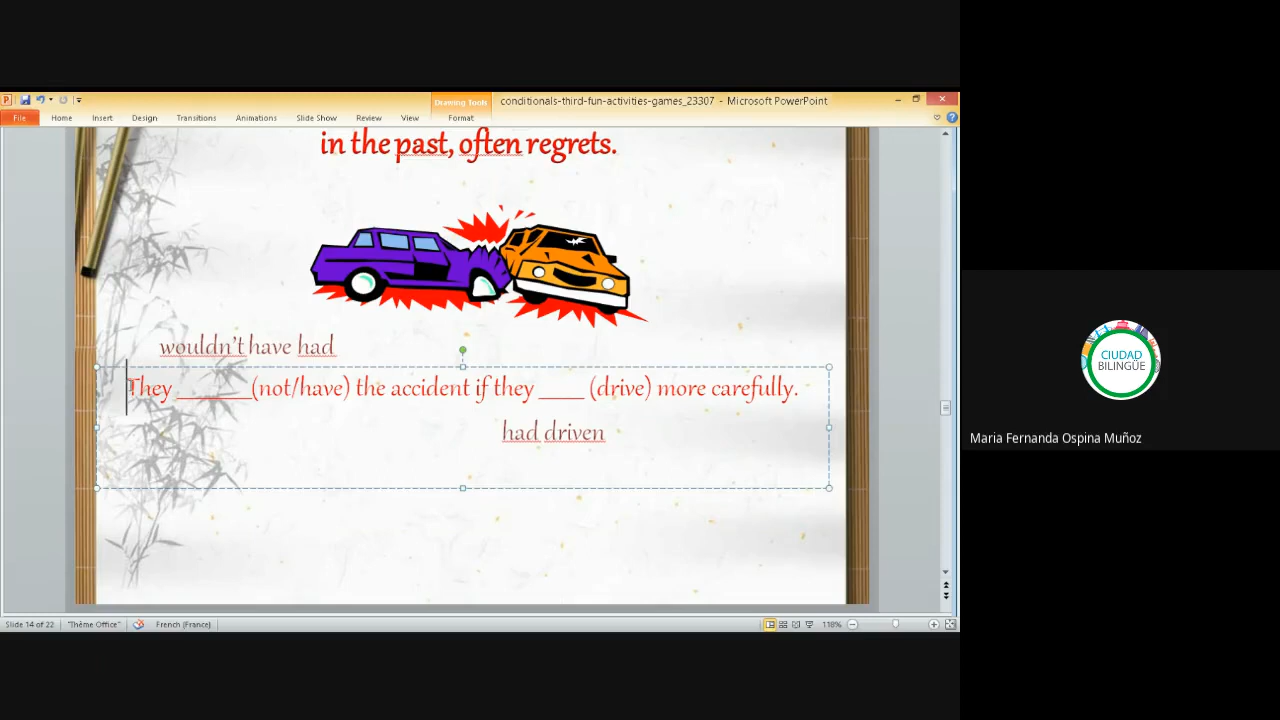 conditionals-third-fun-activities-games_23307 - Microsoft PowerPoint
Drawing Tools
File Home Insert Design Transitions Animations Slide Show Review View Format
in the past, often regrets.
wouldn't have had
They ______(not/have) the accident if they ____ (drive) more carefully.
had driven
CIUDAD
BILINGÜE
Maria Fernanda Ospina Muñoz
Slide 14 of 22 "Thème Office" French (France) 118%